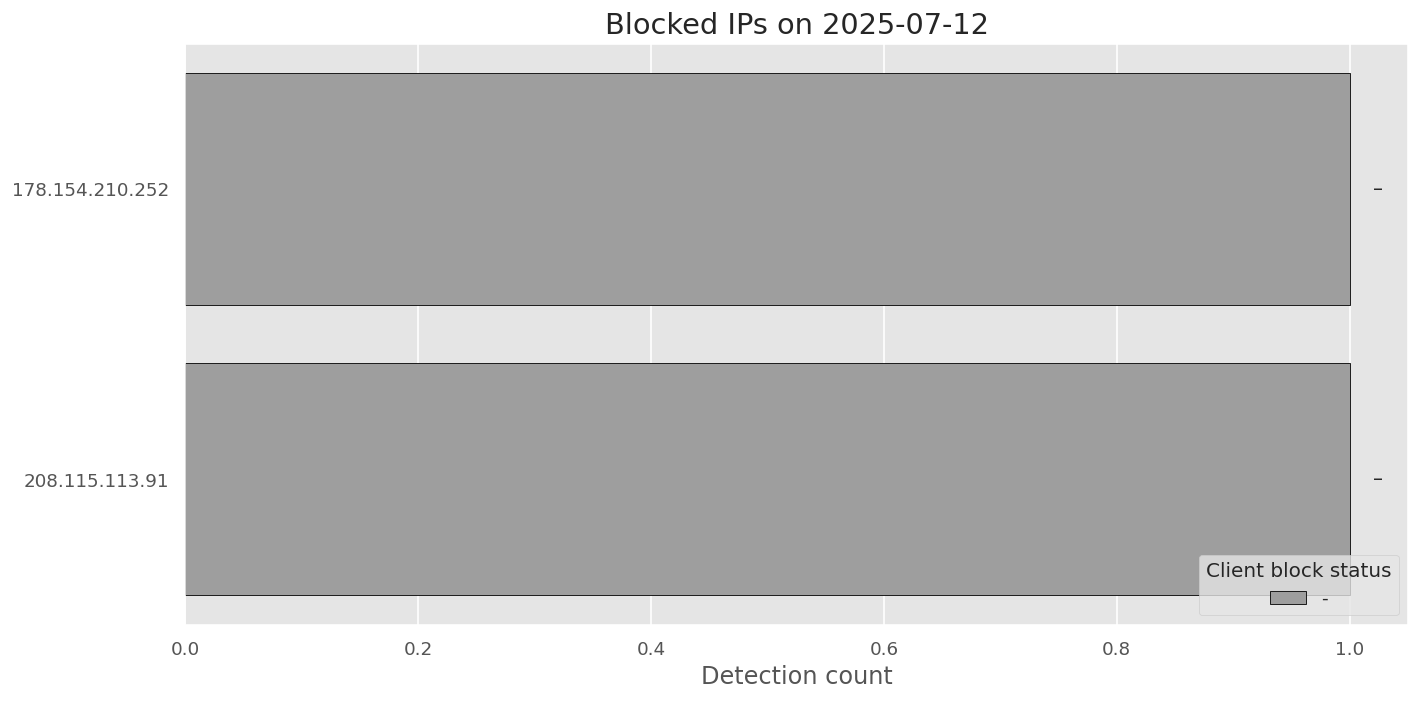 Blocked IPs on 2025-07-12
178.154.210.252
–
208.115.113.91
–
Client block status
-
0.0 0.2 0.4 0.6 0.8 1.0
Detection count